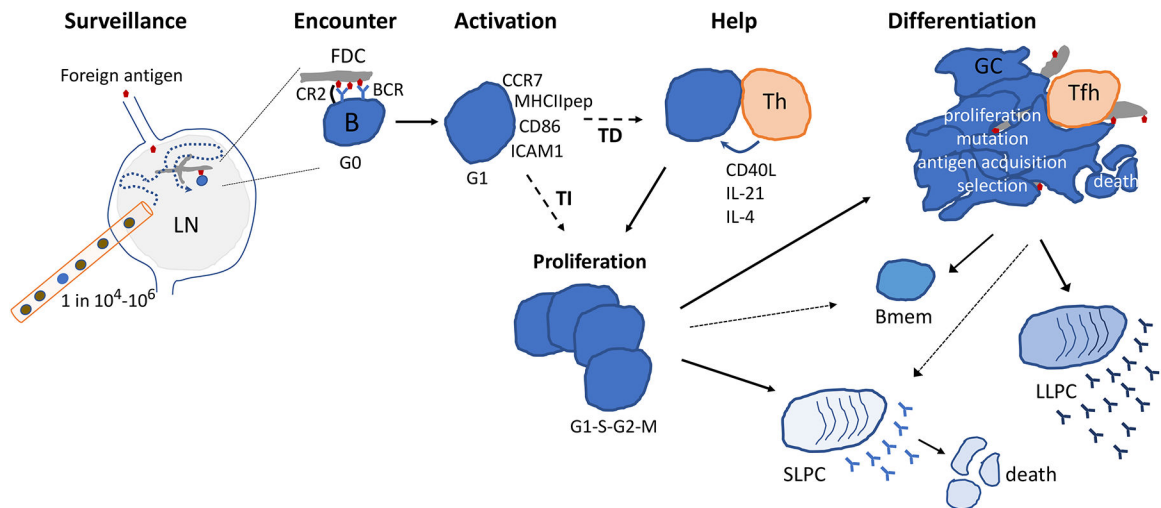 Surveillance
Encounter
Activation
Help
Differentiation
Foreign antigen
FDC
CR2
BCR
B
G0
CCR7
MHCIIpep
CD86
ICAM1
G1
TD
TI
Th
CD40L
IL-21
IL-4
GC
Tfh
proliferation
mutation
antigen acquisition
selection
death
LN
1 in 10⁴-10⁶
Proliferation
G1-S-G2-M
Bmem
SLPC
LLPC
death